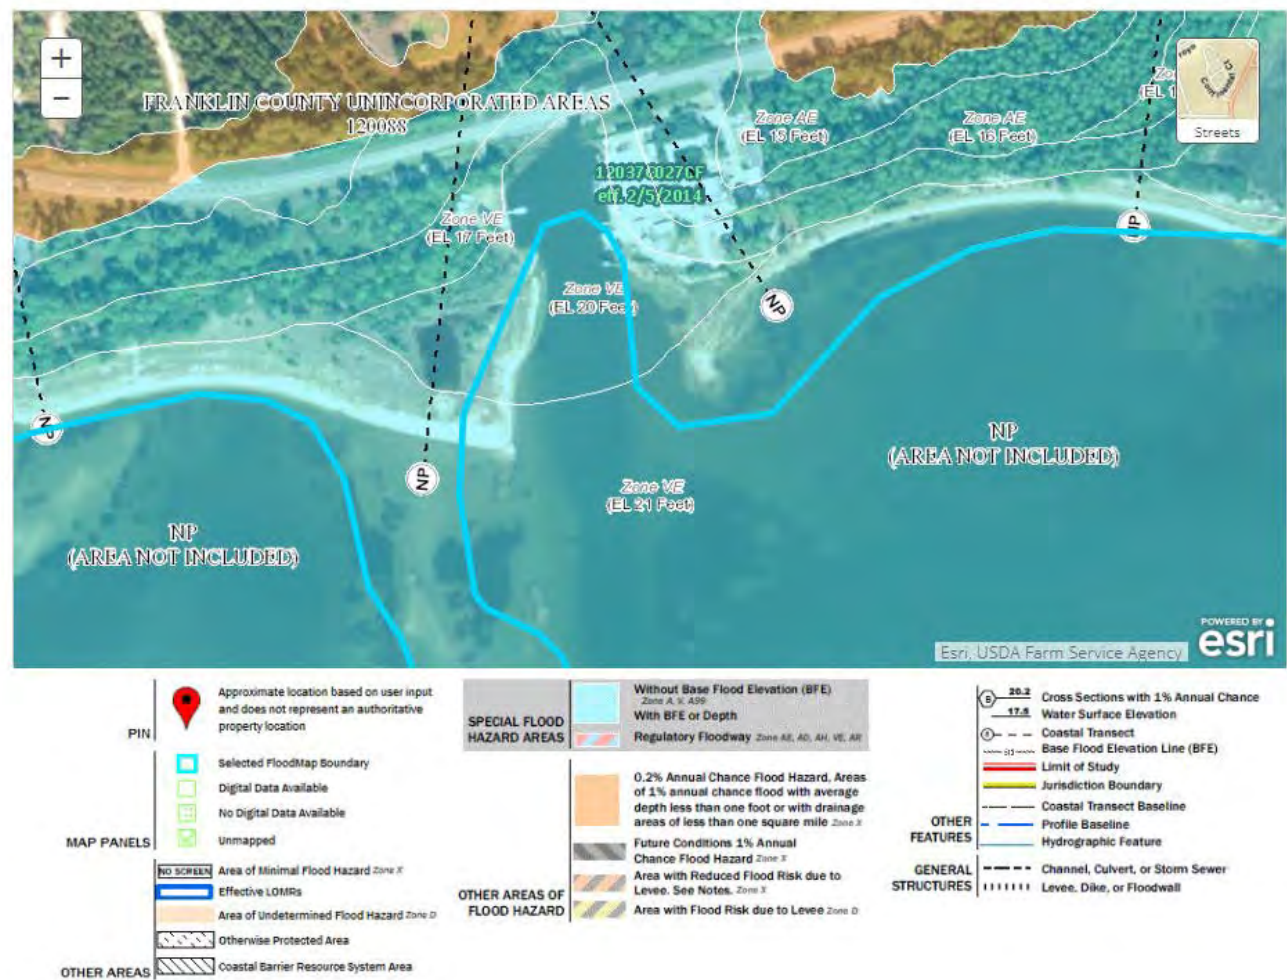 +
−
FRANKLIN COUNTY UNINCORPORATED AREAS
120088
Zone AE
(EL 15 Feet)
Zone AE
(EL 16 Feet)
Streets
12037C0270F
eff. 2/5/2014
Zone VE
(EL 17 Feet)
NP
NP
Zone VE
(EL 20 Feet)
NP
NP
NP
(AREA NOT INCLUDED)
Zone VE
(EL 21 Feet)
NP
(AREA NOT INCLUDED)
POWERED BY
esri
Esri, USDA Farm Service Agency
PIN
Approximate location based on user input
and does not represent an authoritative
property location
MAP PANELS
Selected FloodMap Boundary
Digital Data Available
No Digital Data Available
Unmapped
OTHER AREAS
NO SCREEN Area of Minimal Flood Hazard Zone X
Effective LOMRs
Area of Undetermined Flood Hazard Zone D
Otherwise Protected Area
Coastal Barrier Resource System Area
SPECIAL FLOOD
HAZARD AREAS
Without Base Flood Elevation (BFE)
Zone A, V, A99
With BFE or Depth
Regulatory Floodway Zone AE, AO, AH, VE, AR
OTHER AREAS OF
FLOOD HAZARD
0.2% Annual Chance Flood Hazard, Areas
of 1% annual chance flood with average
depth less than one foot or with drainage
areas of less than one square mile Zone X
Future Conditions 1% Annual
Chance Flood Hazard Zone X
Area with Reduced Flood Risk due to
Levee. See Notes. Zone X
Area with Flood Risk due to Levee Zone D
OTHER
FEATURES
20.2 Cross Sections with 1% Annual Chance
17.5 Water Surface Elevation
Coastal Transect
Base Flood Elevation Line (BFE)
Limit of Study
Jurisdiction Boundary
Coastal Transect Baseline
Profile Baseline
Hydrographic Feature
GENERAL
STRUCTURES
Channel, Culvert, or Storm Sewer
Levee, Dike, or Floodwall